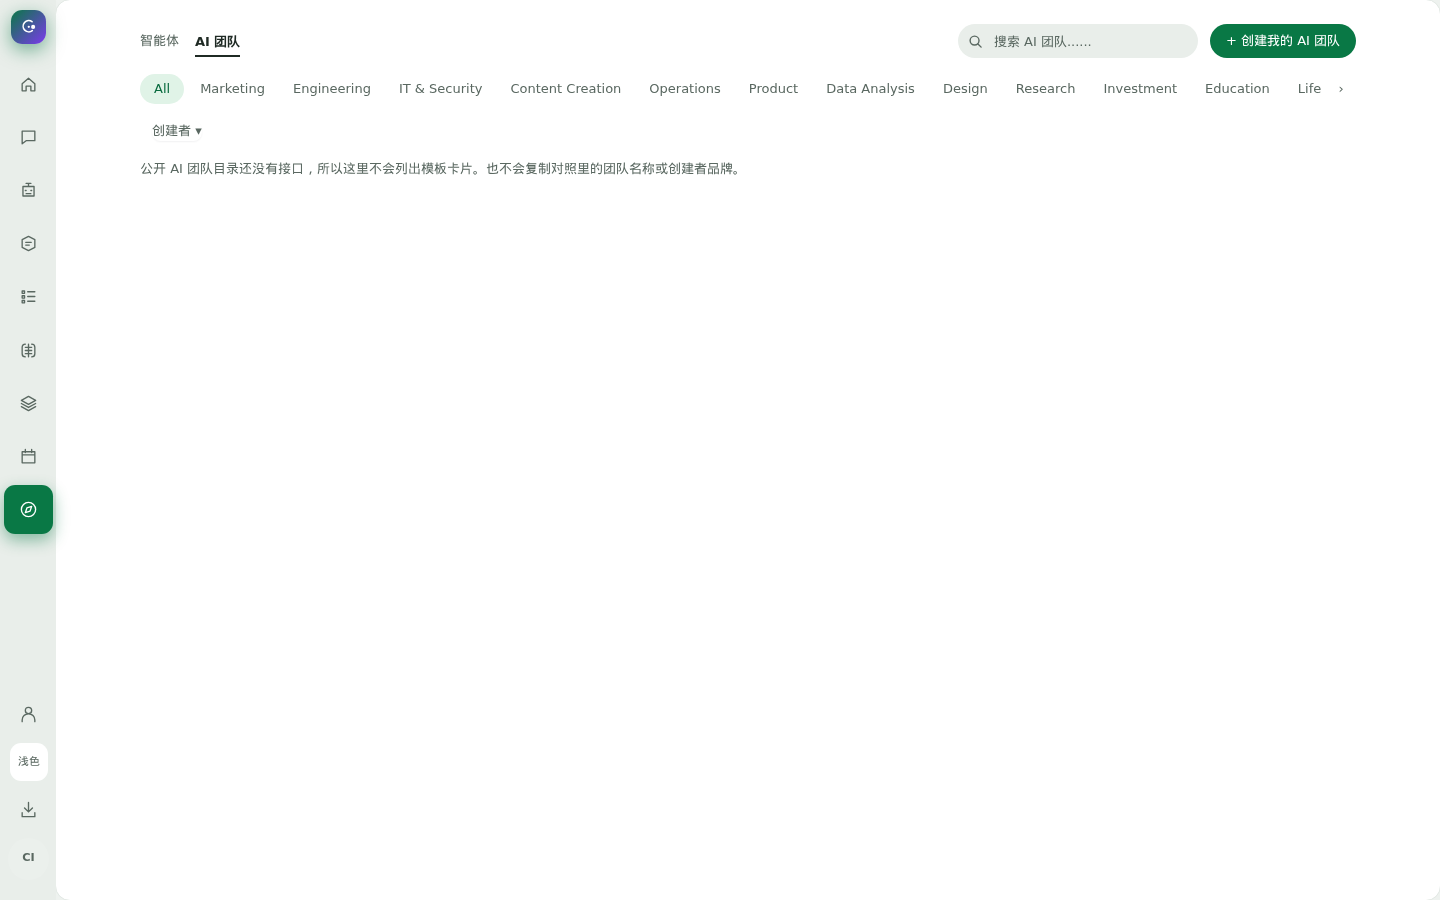 智能体 AI 团队 搜索 AI 团队…… + 创建我的 AI 团队
All Marketing Engineering IT & Security Content Creation Operations Product Data Analysis Design Research Investment Education Life ›
创建者 ▾
公开 AI 团队目录还没有接口，所以这里不会列出模板卡片。也不会复制对照里的团队名称或创建者品牌。
浅色
CI